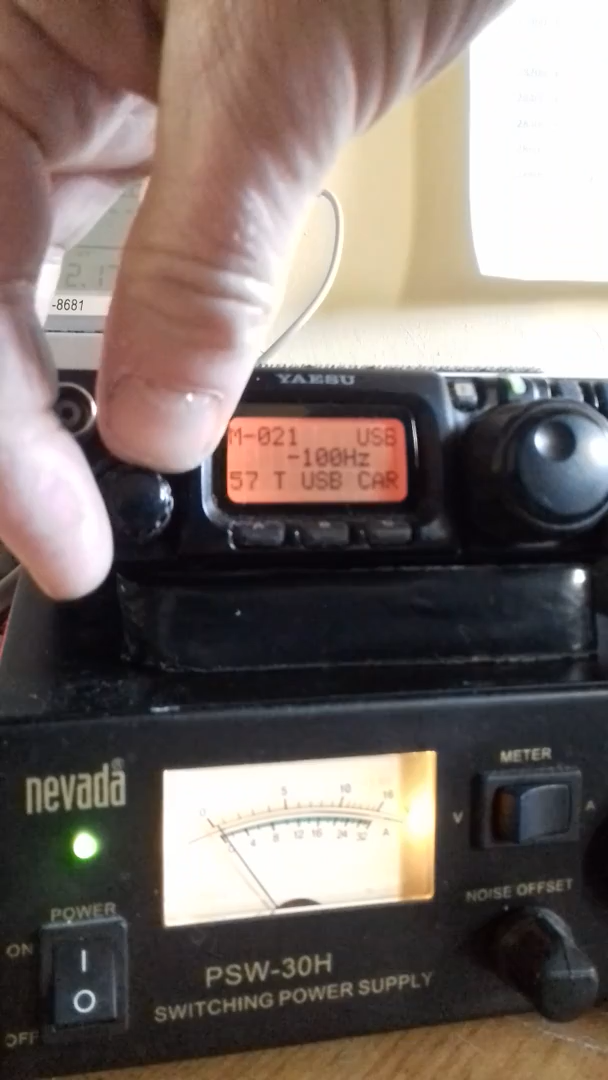 -8681
YAESU
M-021 USB
-100Hz
57 T USB CAR
nevada®
0 5 10 16
4 8 12 16 24 32 A
METER
V A
NOISE OFFSET
POWER
ON
I
O
OFF
PSW-30H
SWITCHING POWER SUPPLY